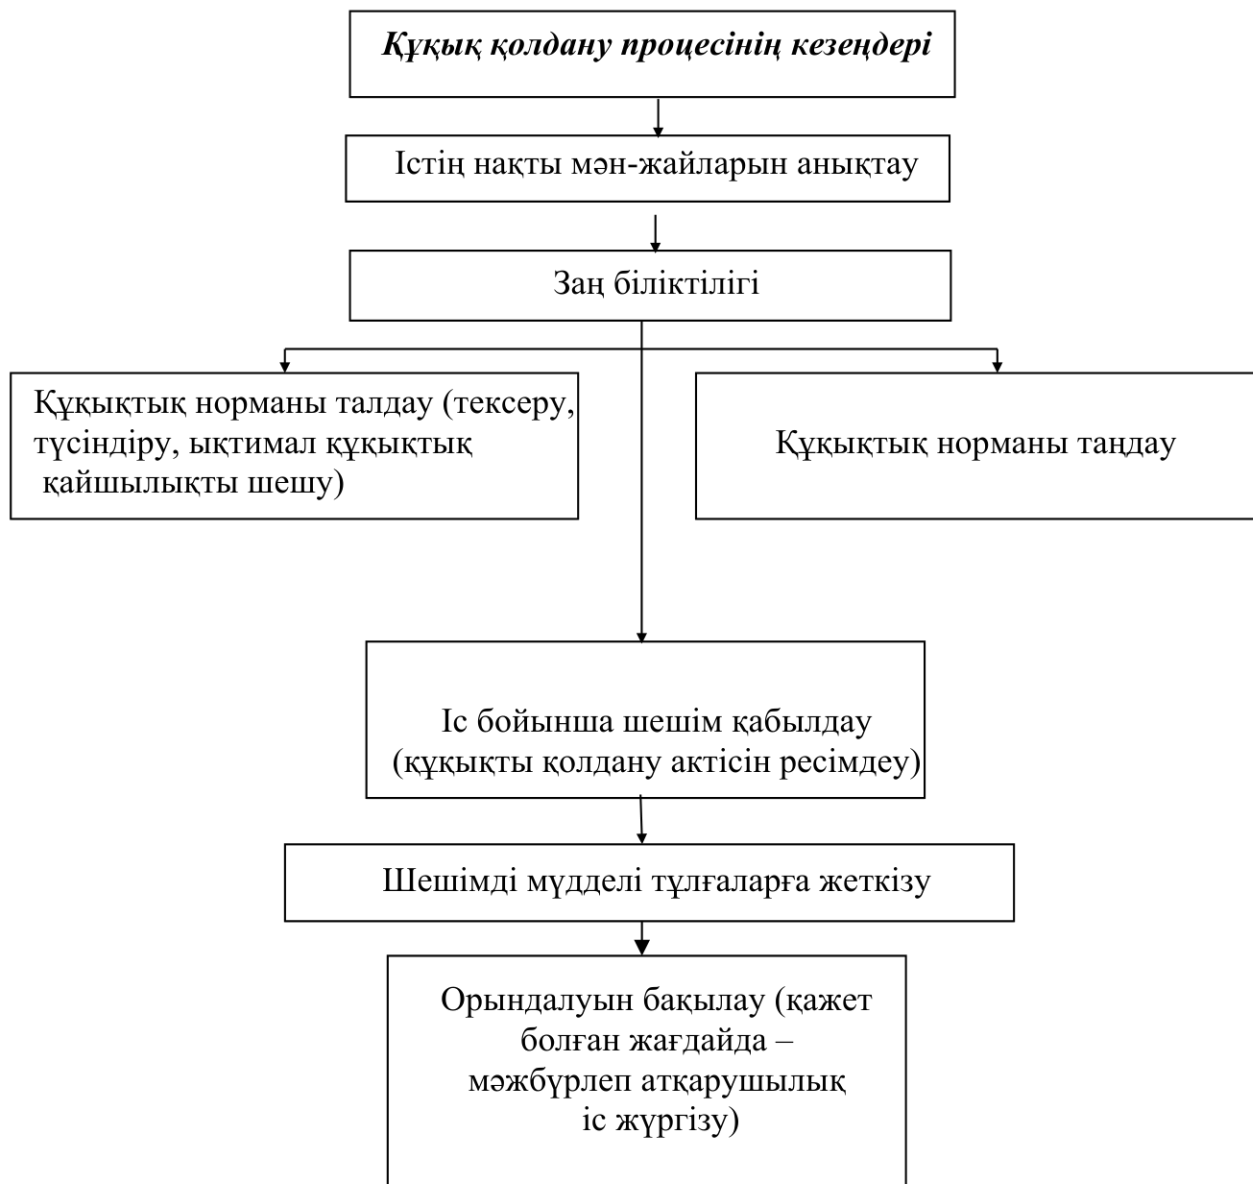 Құқық қолдану процесінің кезеңдері
Істің нақты мән-жайларын анықтау
Заң біліктілігі
Құқықтық норманы талдау (тексеру,
түсіндіру, ықтимал құқықтық
қайшылықты шешу)
Құқықтық норманы таңдау
Іс бойынша шешім қабылдау
(құқықты қолдану актісін ресімдеу)
Шешімді мүдделі тұлғаларға жеткізу
Орындалуын бақылау (қажет
болған жағдайда –
мәжбүрлеп атқарушылық
іс жүргізу)